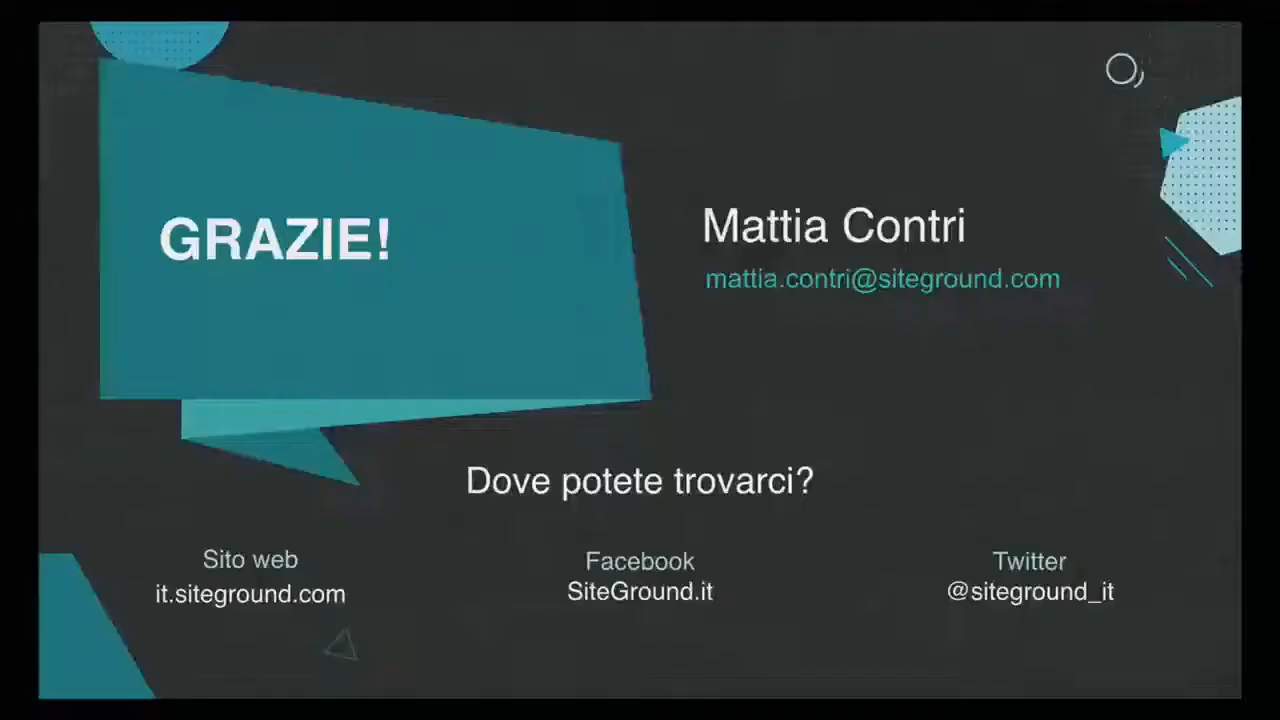 GRAZIE!
Mattia Contri
mattia.contri@siteground.com
Dove potete trovarci?
Sito web
it.siteground.com
Facebook
SiteGround.it
Twitter
@siteground_it